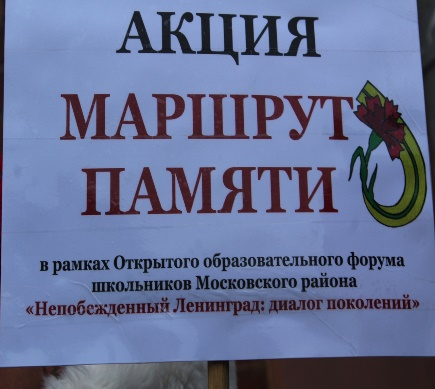 АКЦИЯ
МАРШРУТ
ПАМЯТИ
в рамках Открытого образовательного форума
школьников Московского района
«Непобежденный Ленинград: диалог поколений»